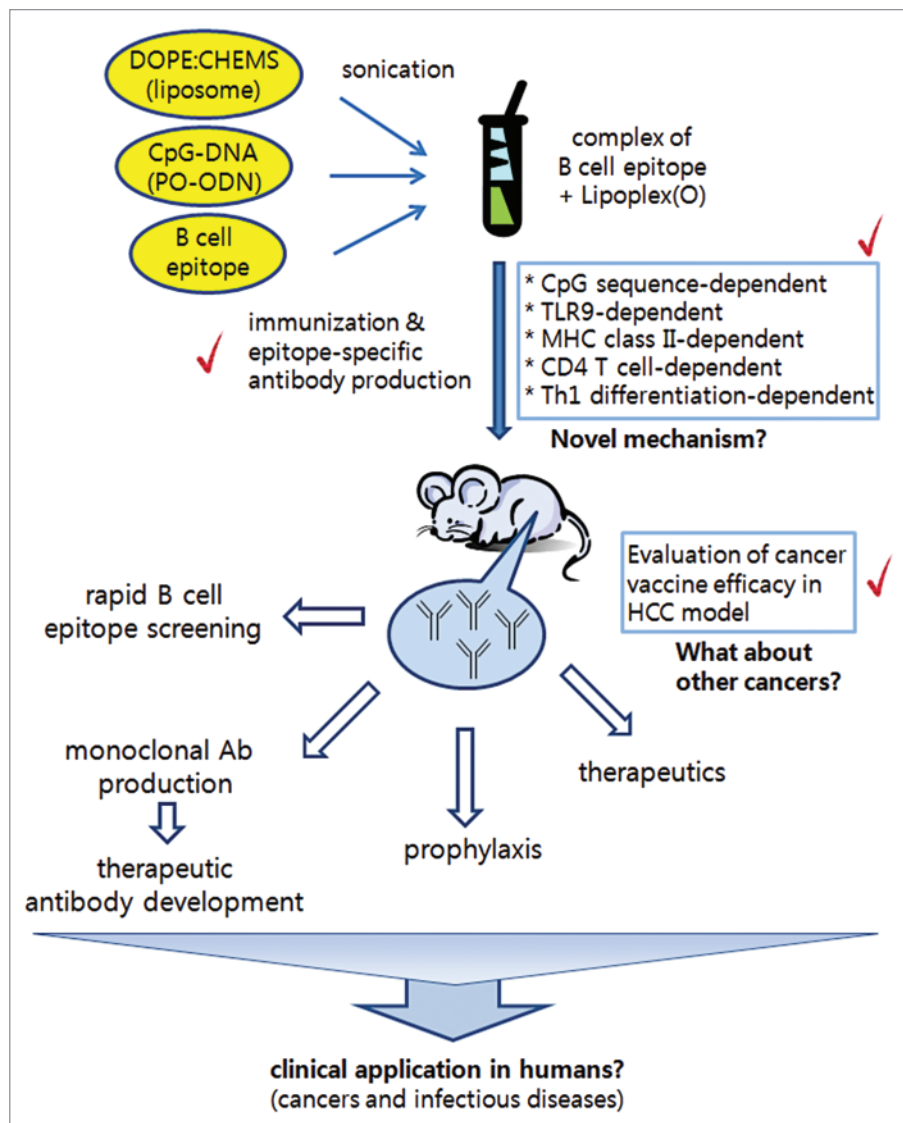 DOPE:CHEMS
(liposome)
sonication
CpG-DNA
(PO-ODN)
B cell
epitope
complex of
B cell epitope
+ Lipoplex(O)
immunization &
epitope-specific
antibody production
* CpG sequence-dependent
* TLR9-dependent
* MHC class II-dependent
* CD4 T cell-dependent
* Th1 differentiation-dependent
Novel mechanism?
Evaluation of cancer
vaccine efficacy in
HCC model
What about
other cancers?
rapid B cell
epitope screening
monoclonal Ab
production
therapeutic
antibody development
prophylaxis
therapeutics
clinical application in humans?
(cancers and infectious diseases)